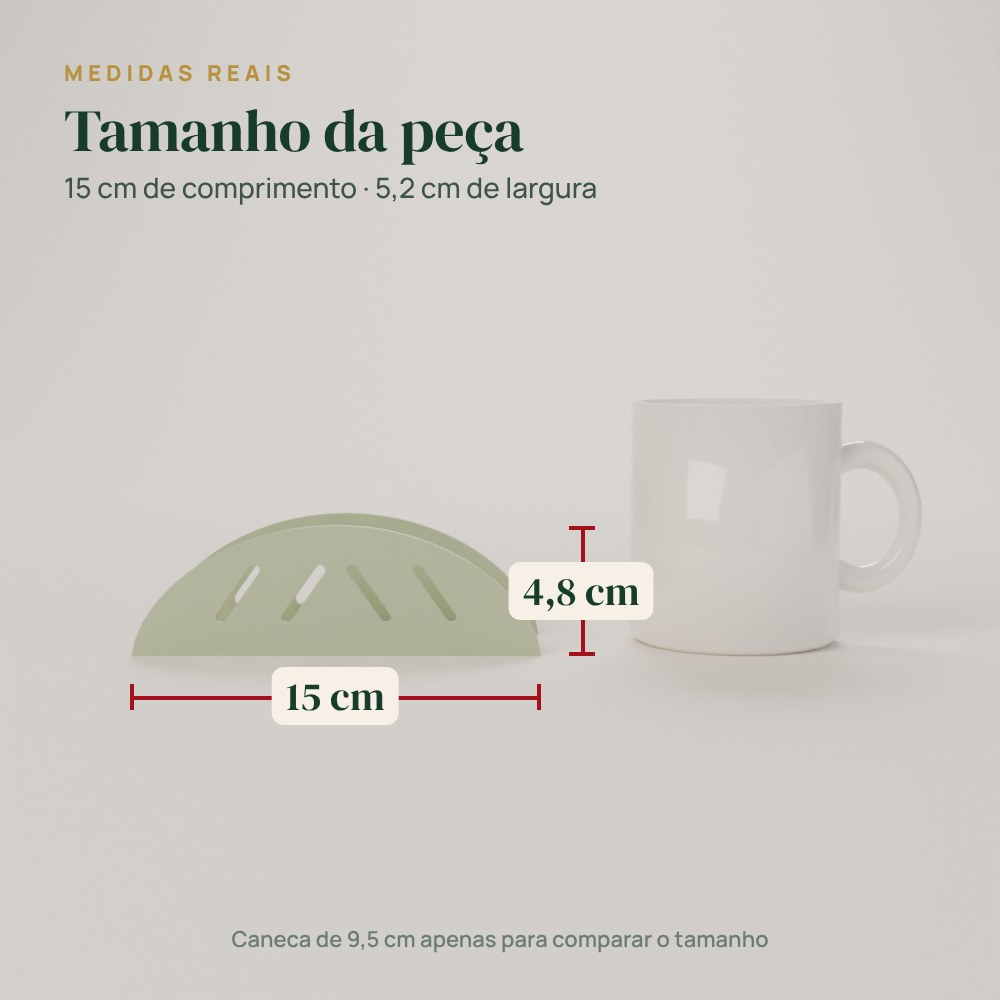 MEDIDAS REAIS
Tamanho da peça
15 cm de comprimento · 5,2 cm de largura
4,8 cm
15 cm
Caneca de 9,5 cm apenas para comparar o tamanho